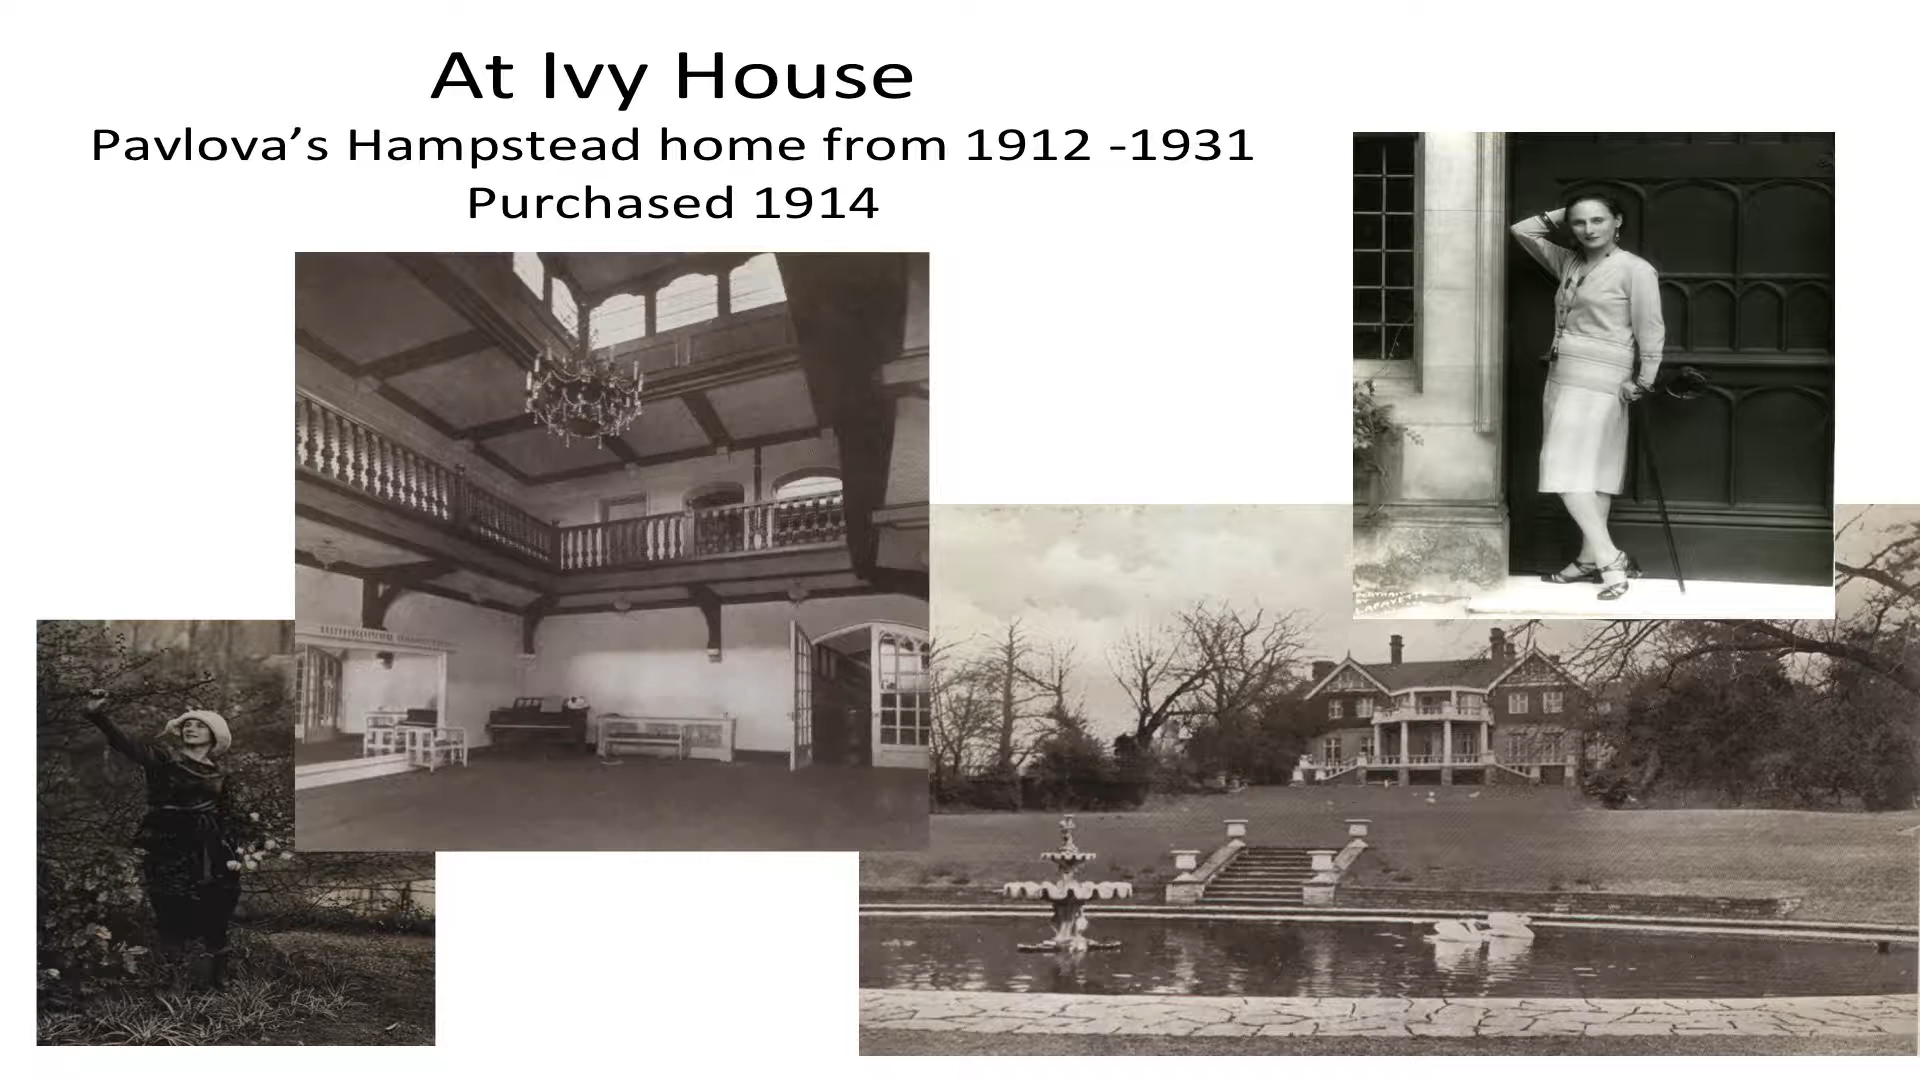 At Ivy House
Pavlova’s Hampstead home from 1912 -1931
Purchased 1914